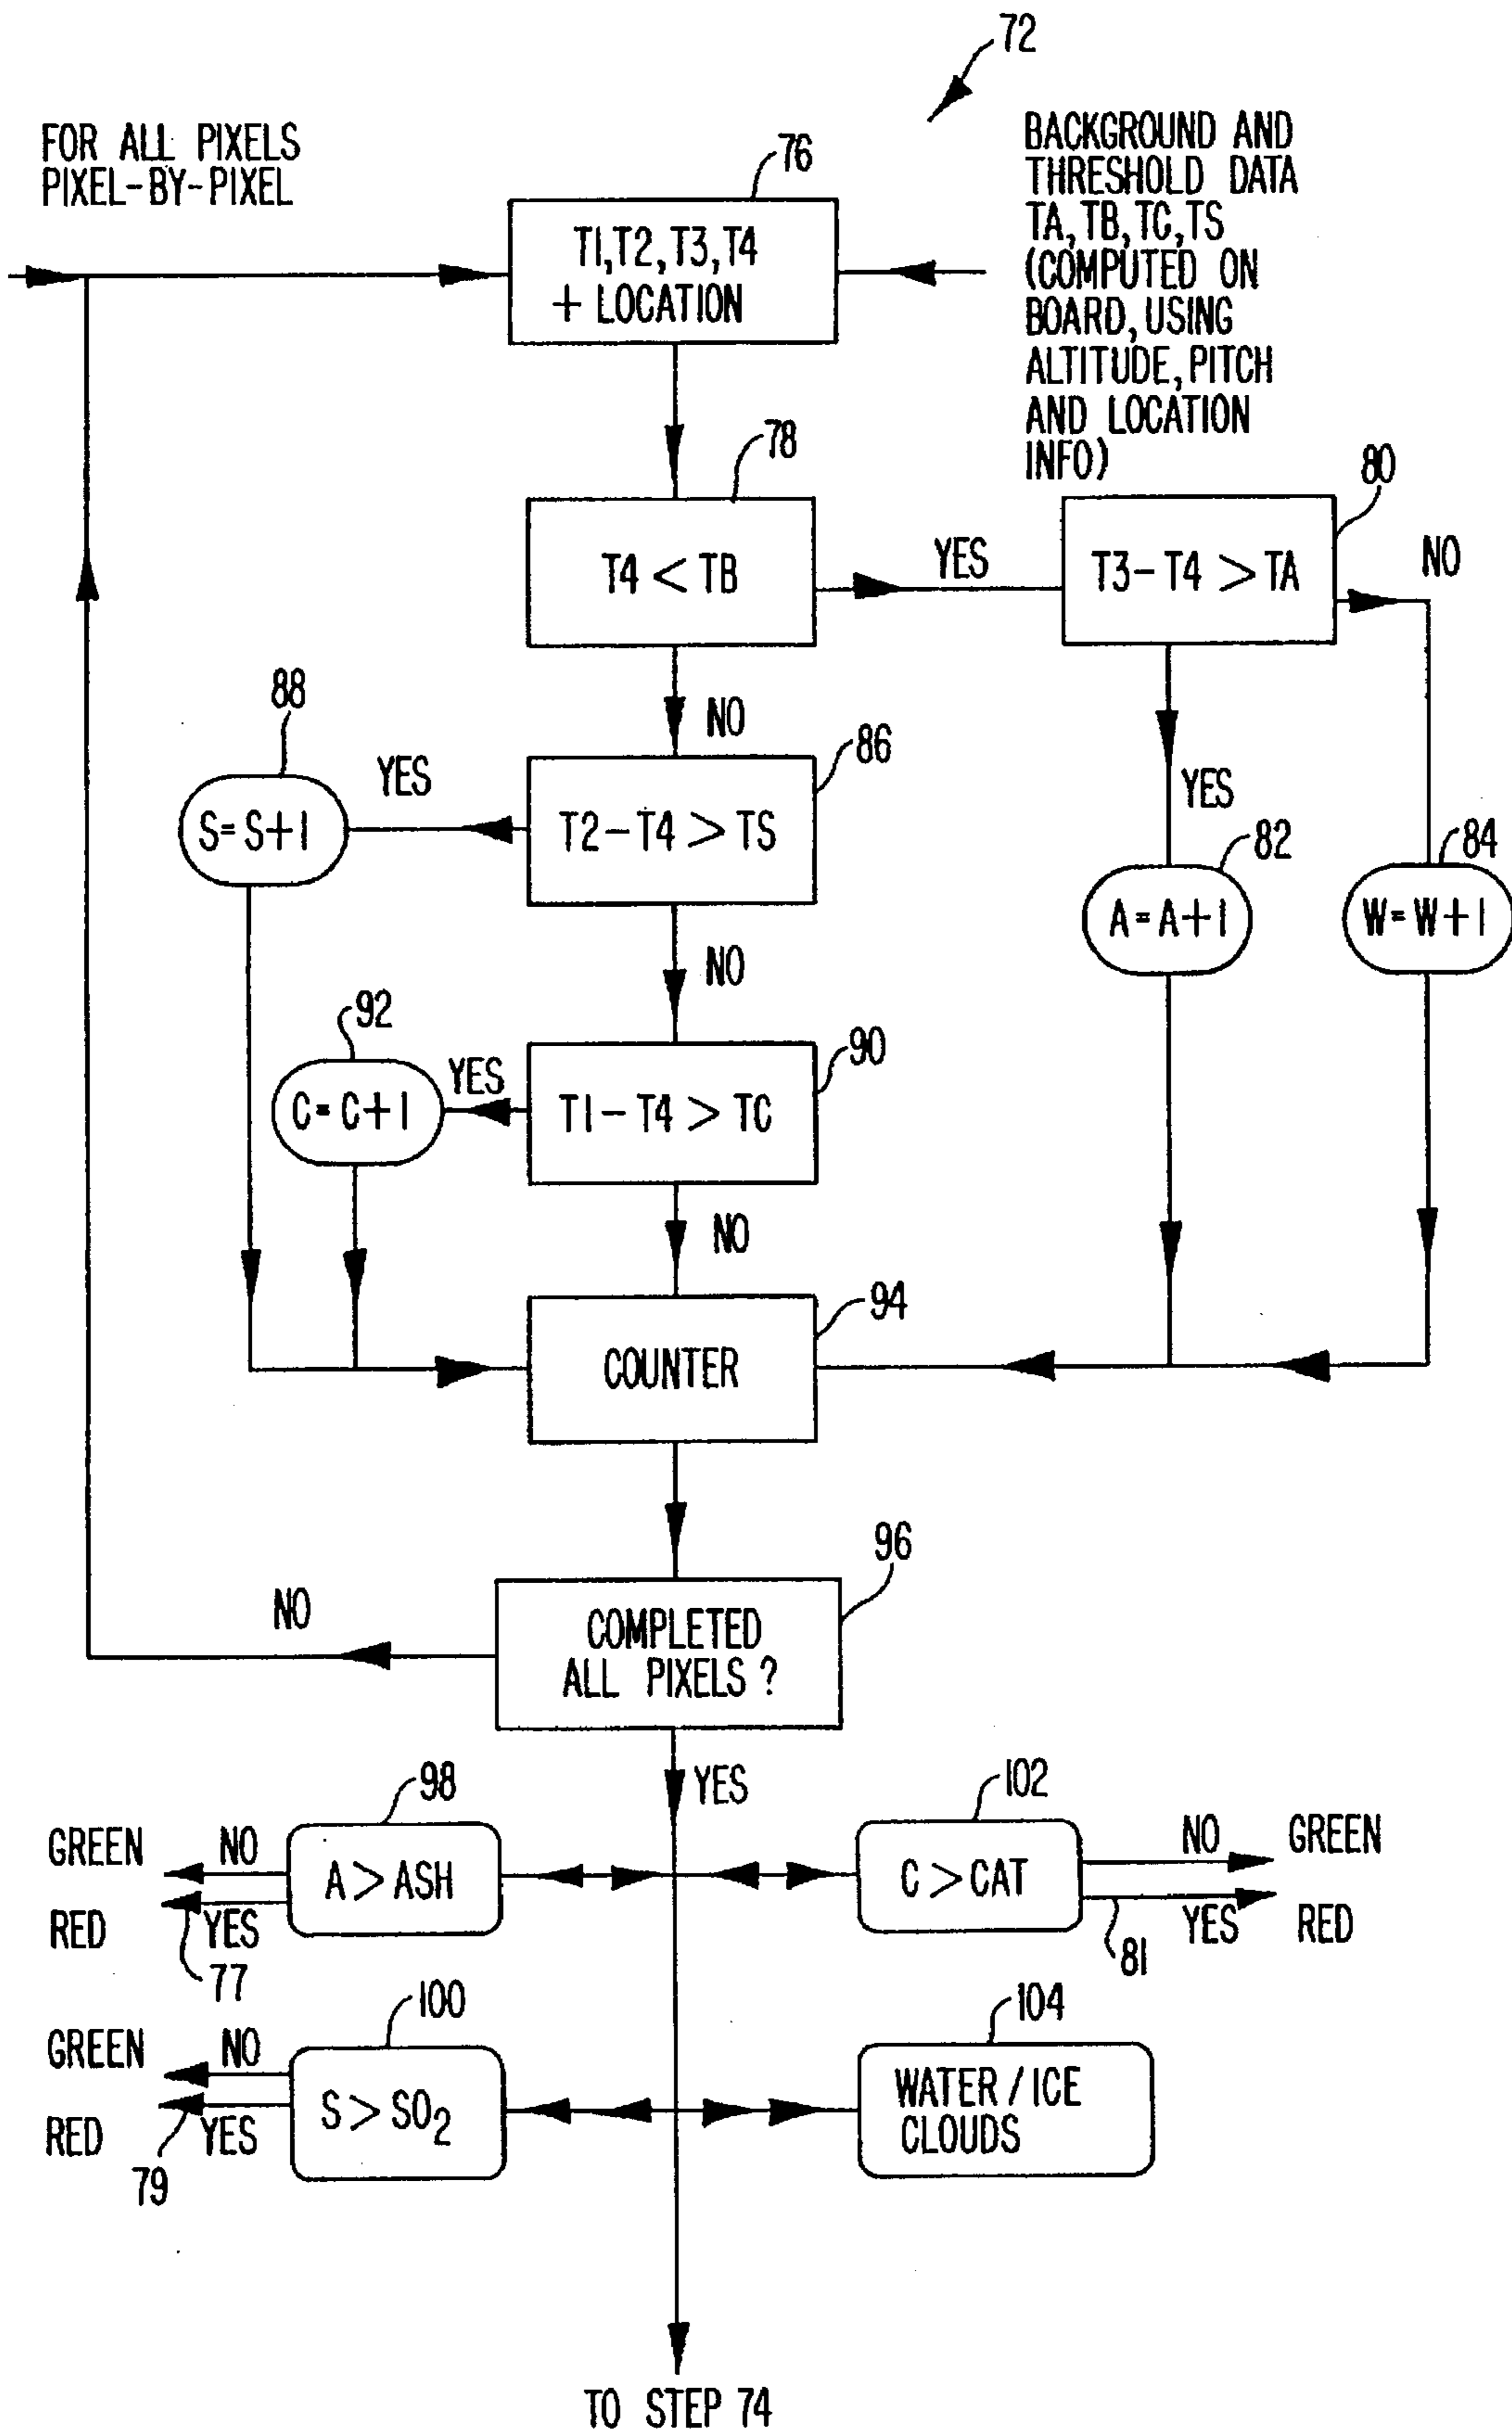 72
FOR ALL PIXELS
PIXEL-BY-PIXEL
76
T1,T2,T3,T4
+ LOCATION
BACKGROUND AND
THRESHOLD DATA
TA,TB,TC,TS
(COMPUTED ON
BOARD, USING
ALTITUDE, PITCH
AND LOCATION
INFO)
78
T4 < TB
YES
80
T3-T4 > TA
NO
NO
YES
88
S=S+1
YES
86
T2-T4 > TS
82
A=A+1
84
W=W+1
NO
92
C=C+1
YES
90
T1-T4 > TC
NO
94
COUNTER
96
COMPLETED
ALL PIXELS ?
NO
YES
98
A > ASH
GREEN
NO
RED
YES
77
102
C > CAT
NO
GREEN
YES
RED
81
100
S > SO2
GREEN
NO
RED
YES
79
104
WATER / ICE
CLOUDS
TO STEP 74